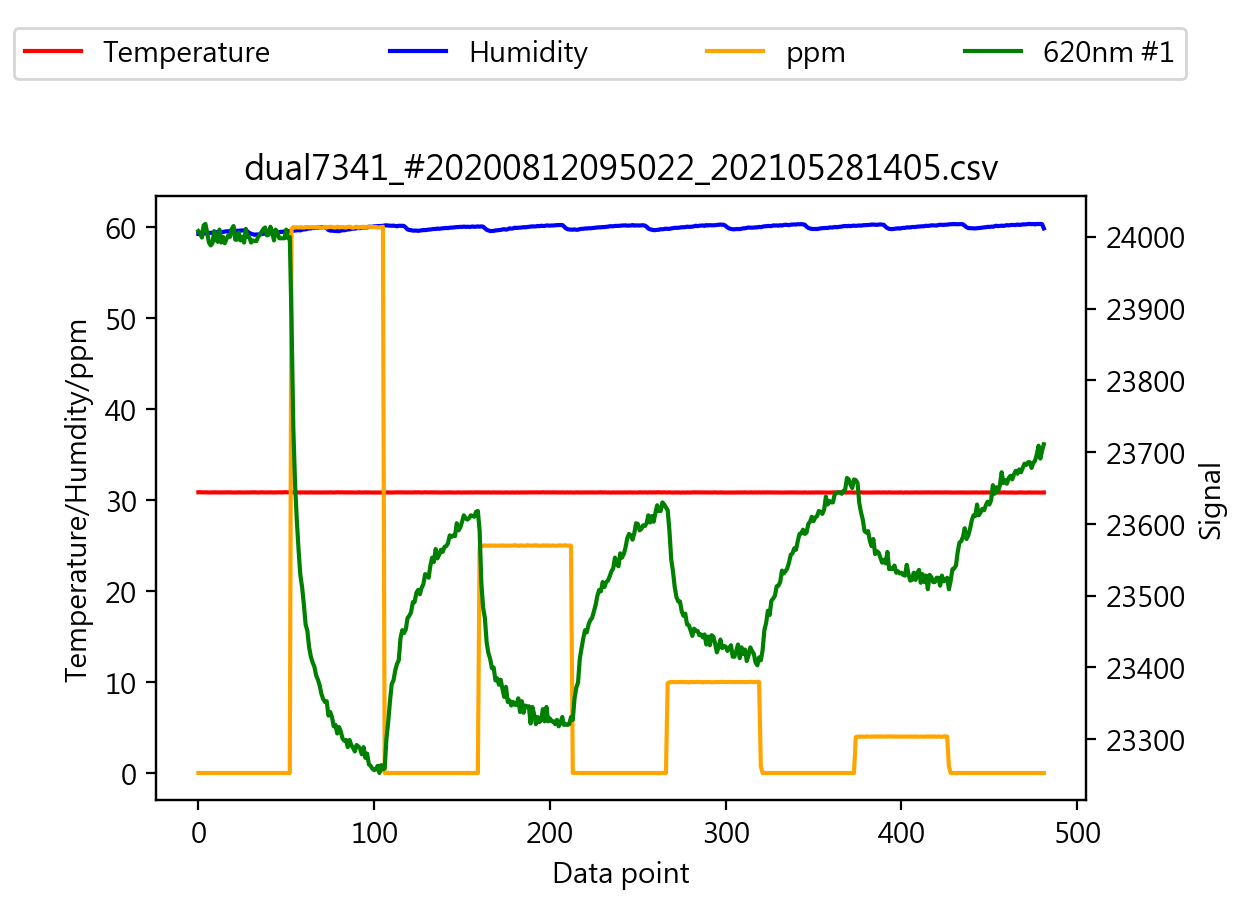 Temperature Humidity ppm 620nm #1
dual7341_#20200812095022_202105281405.csv
Temperature/Humdity/ppm
60
50
40
30
20
10
0
24000
23900
23800
23700
23600
23500
23400
23300
Signal
0 100 200 300 400 500
Data point